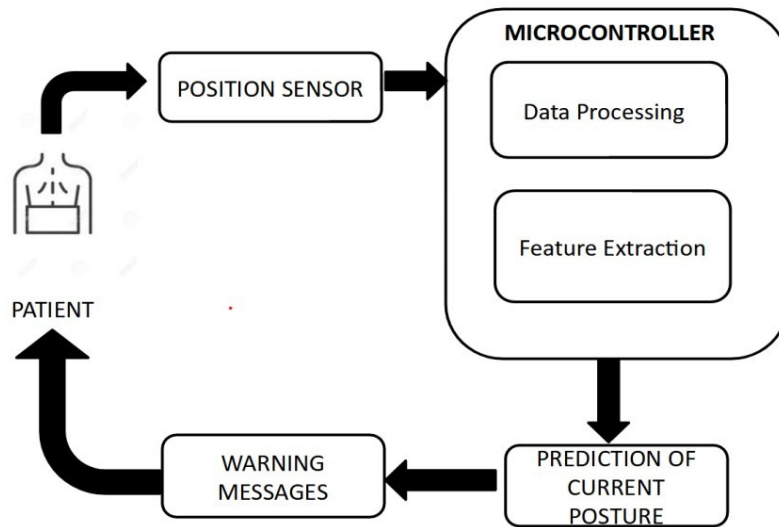 MICROCONTROLLER
POSITION SENSOR
Data Processing
Feature Extraction
PATIENT
WARNING
MESSAGES
PREDICTION OF
CURRENT
POSTURE